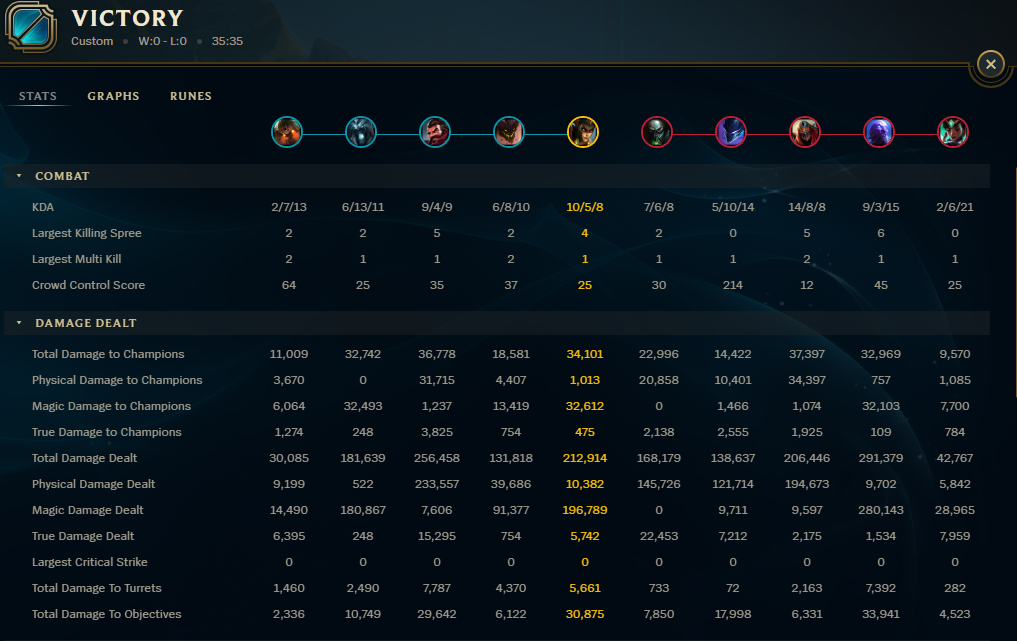 VICTORY
Custom • W:0 - L:0 • 35:35
STATS GRAPHS RUNES
COMBAT
KDA 2/7/13 6/13/11 9/4/9 6/8/10 10/5/8 7/6/8 5/10/14 14/8/8 9/3/15 2/6/21
Largest Killing Spree 2 2 5 2 4 2 0 5 6 0
Largest Multi Kill 2 1 1 2 1 1 1 2 1 1
Crowd Control Score 64 25 35 37 25 30 214 12 45 25
DAMAGE DEALT
Total Damage to Champions 11,009 32,742 36,778 18,581 34,101 22,996 14,422 37,397 32,969 9,570
Physical Damage to Champions 3,670 0 31,715 4,407 1,013 20,858 10,401 34,397 757 1,085
Magic Damage to Champions 6,064 32,493 1,237 13,419 32,612 0 1,466 1,074 32,103 7,700
True Damage to Champions 1,274 248 3,825 754 475 2,138 2,555 1,925 109 784
Total Damage Dealt 30,085 181,639 256,458 131,818 212,914 168,179 138,637 206,446 291,379 42,767
Physical Damage Dealt 9,199 522 233,557 39,686 10,382 145,726 121,714 194,673 9,702 5,842
Magic Damage Dealt 14,490 180,867 7,606 91,377 196,789 0 9,711 9,597 280,143 28,965
True Damage Dealt 6,395 248 15,295 754 5,742 22,453 7,212 2,175 1,534 7,959
Largest Critical Strike 0 0 0 0 0 0 0 0 0 0
Total Damage To Turrets 1,460 2,490 7,787 4,370 5,661 733 72 2,163 7,392 282
Total Damage To Objectives 2,336 10,749 29,642 6,122 30,875 7,850 17,998 6,331 33,941 4,523